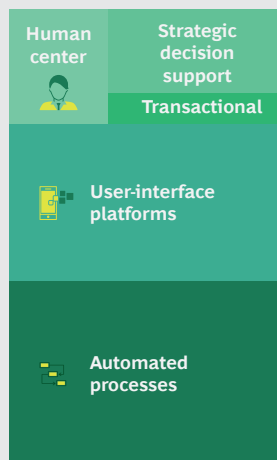 Human
center
Strategic
decision
support
Transactional
User-interface
platforms
Automated
processes